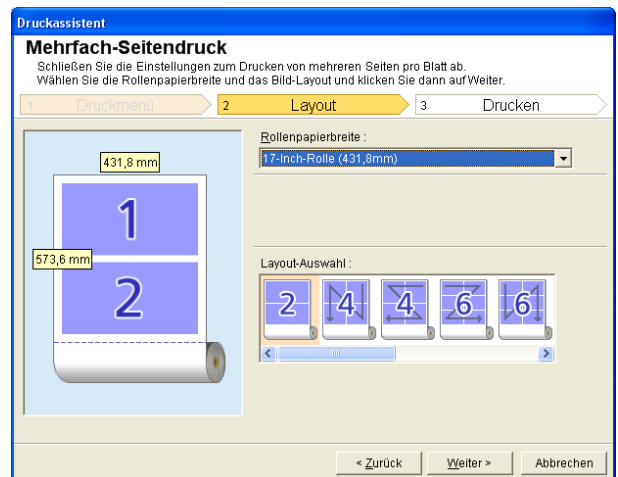 Druckassistent
Mehrfach-Seitendruck
Schließen Sie die Einstellungen zum Drucken von mehreren Seiten pro Blatt ab.
Wählen Sie die Rollenpapierbreite und das Bild-Layout und klicken Sie dann auf Weiter.
1 Druckmenü 2 Layout 3 Drucken
Rollenpapierbreite :
17-Inch-Rolle (431,8mm)
431,8 mm
1
573,6 mm
2
Layout-Auswahl :
2 4 4 6 6
< Zurück Weiter > Abbrechen